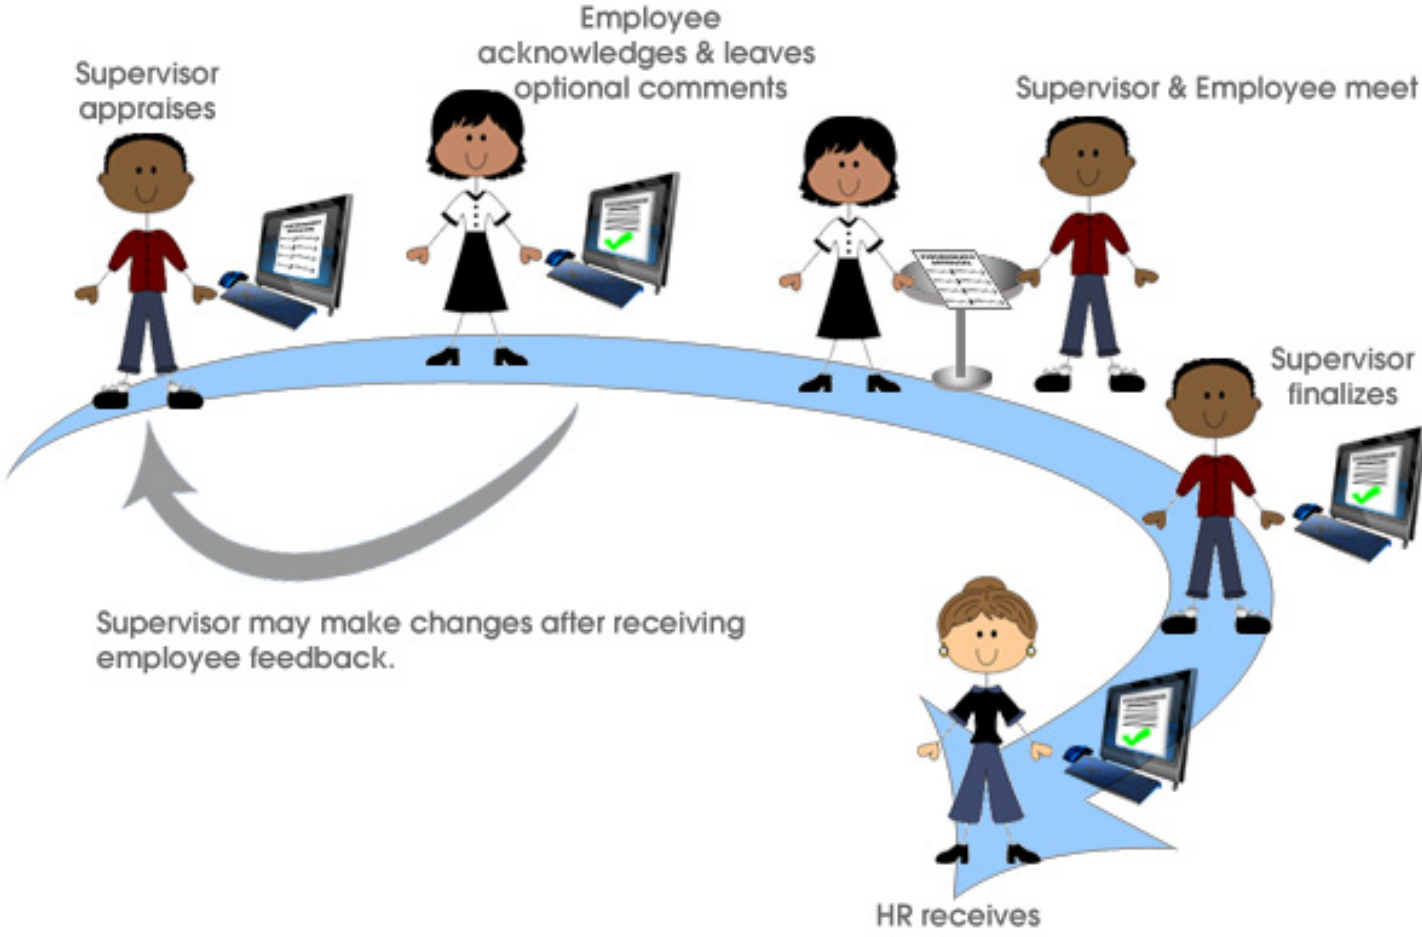 Supervisor
appraises
Employee
acknowledges & leaves
optional comments
Supervisor & Employee meet
Supervisor
finalizes
Supervisor may make changes after receiving
employee feedback.
HR receives